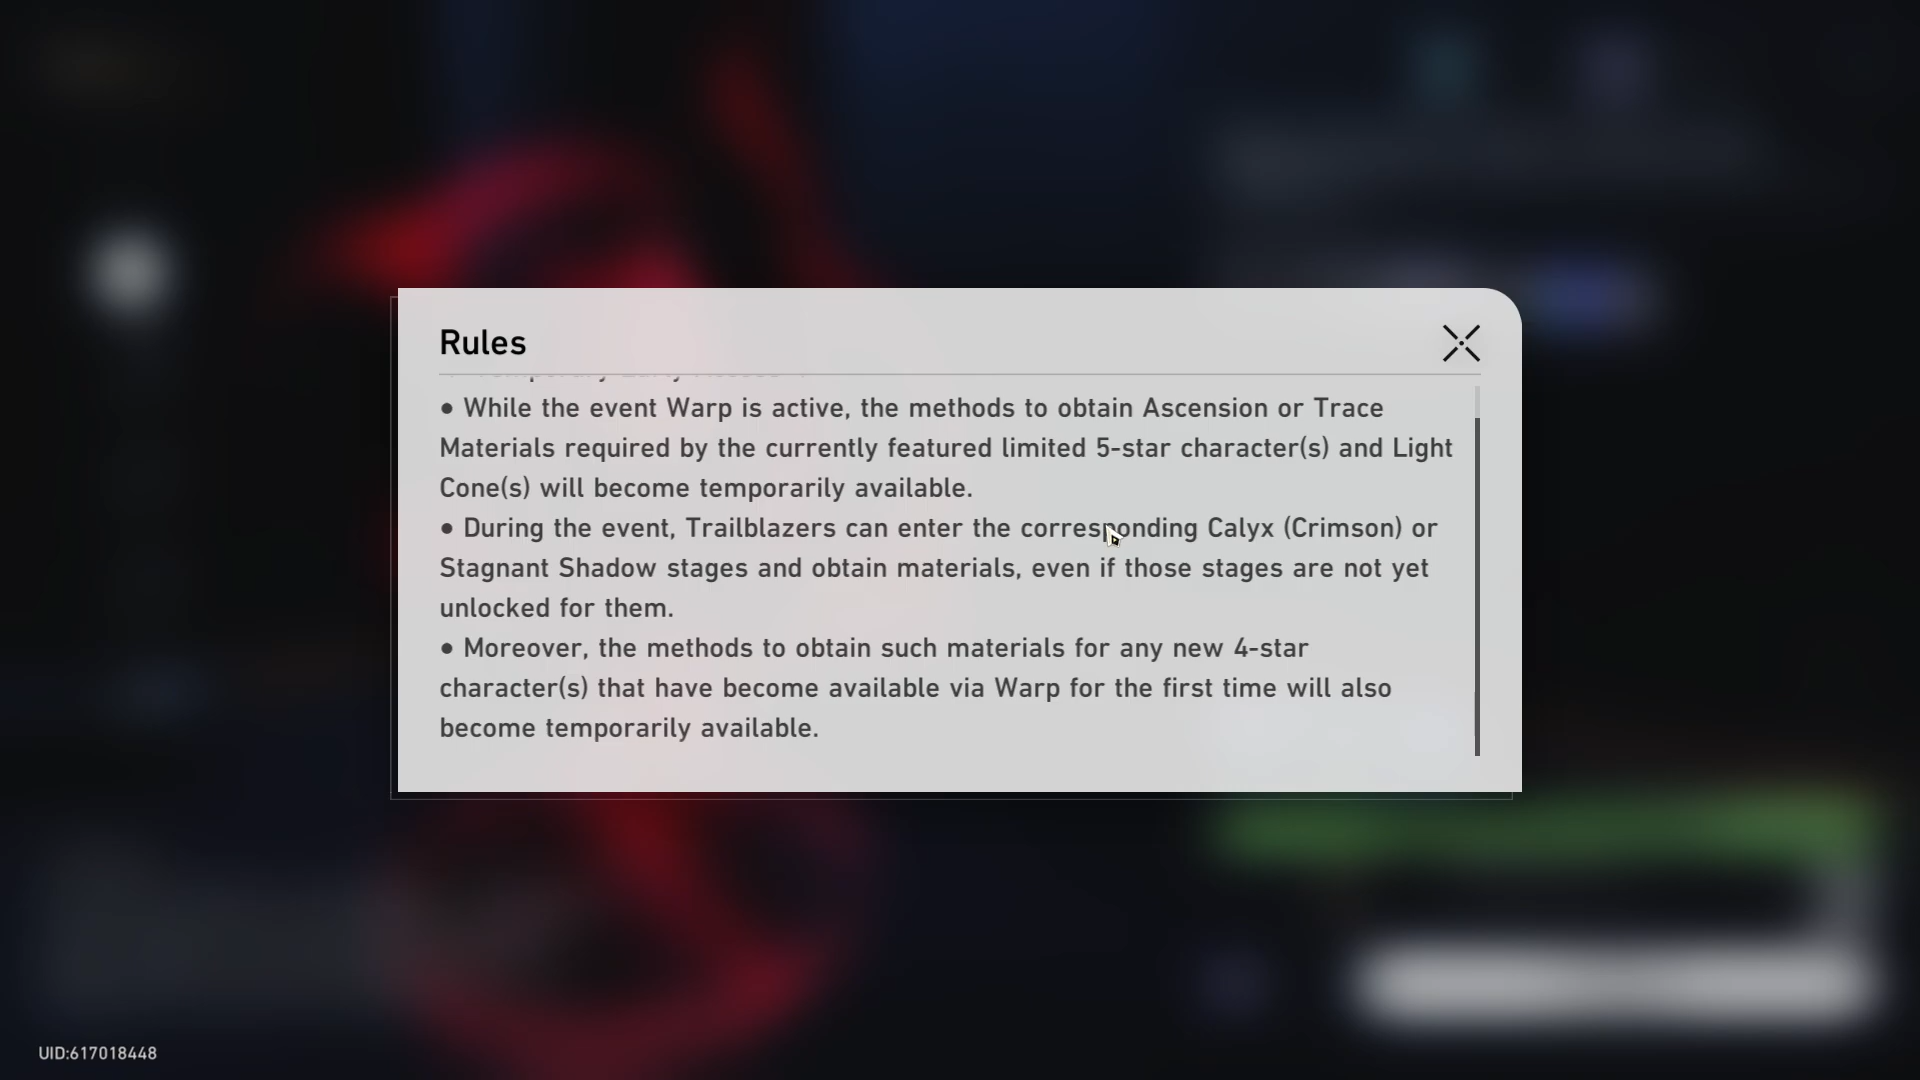 Rules
● While the event Warp is active, the methods to obtain Ascension or Trace
Materials required by the currently featured limited 5-star character(s) and Light
Cone(s) will become temporarily available.
● During the event, Trailblazers can enter the corresponding Calyx (Crimson) or
Stagnant Shadow stages and obtain materials, even if those stages are not yet
unlocked for them.
● Moreover, the methods to obtain such materials for any new 4-star
character(s) that have become available via Warp for the first time will also
become temporarily available.
UID:617018448